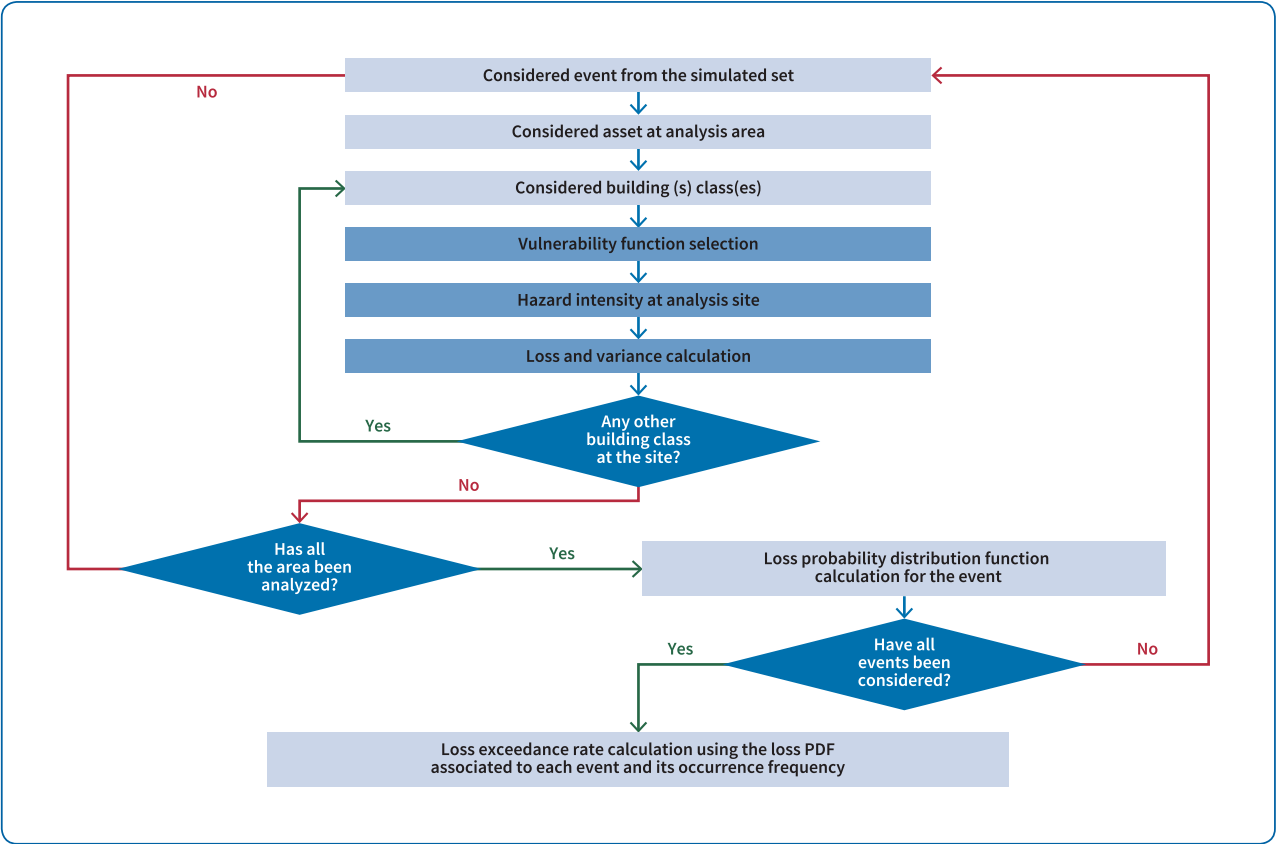 Considered event from the simulated set
No
Considered asset at analysis area
Considered building (s) class(es)
Vulnerability function selection
Hazard intensity at analysis site
Loss and variance calculation
Any other
building class
at the site?
Yes
No
Has all
the area been
analyzed?
Yes
Loss probability distribution function
calculation for the event
Have all
events been
considered?
Yes
No
Loss exceedance rate calculation using the loss PDF
associated to each event and its occurrence frequency